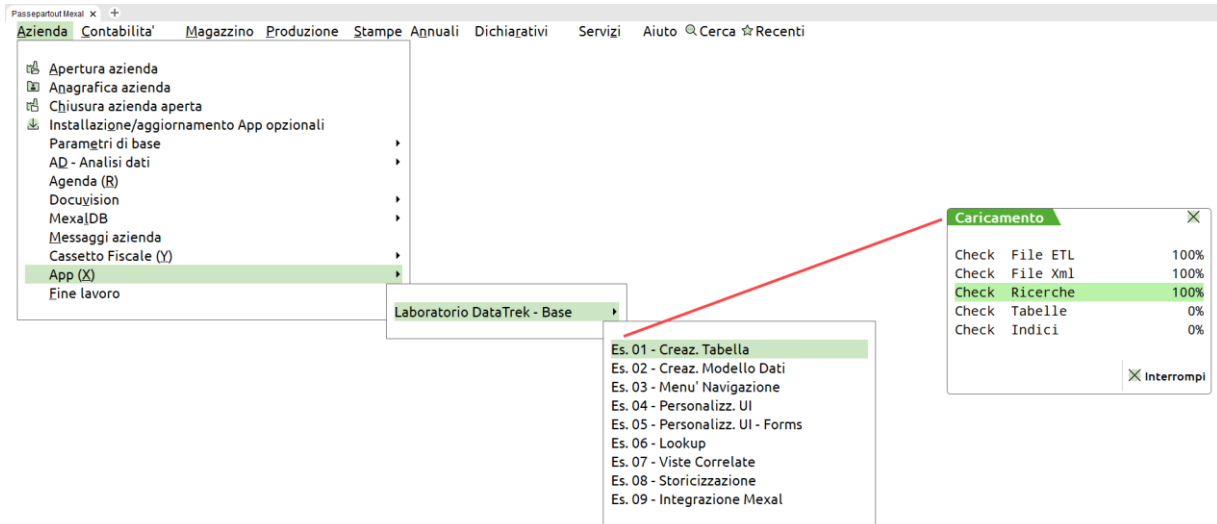 Passepartout Mexal × +
Azienda Contabilita' Magazzino Produzione Stampe Annuali Dichiarativi Servizi Aiuto Cerca Recenti
Apertura azienda
Anagrafica azienda
Chiusura azienda aperta
Installazione/aggiornamento App opzionali
Parametri di base
AD - Analisi dati
Agenda (R)
Docuvision
MexalDB
Messaggi azienda
Cassetto Fiscale (Y)
App (X)
Fine lavoro
Laboratorio DataTrek - Base
Es. 01 - Creaz. Tabella
Es. 02 - Creaz. Modello Dati
Es. 03 - Menu' Navigazione
Es. 04 - Personalizz. UI
Es. 05 - Personalizz. UI - Forms
Es. 06 - Lookup
Es. 07 - Viste Correlate
Es. 08 - Storicizzazione
Es. 09 - Integrazione Mexal
Caricamento
Check File ETL 100%
Check File Xml 100%
Check Ricerche 100%
Check Tabelle 0%
Check Indici 0%
Interrompi